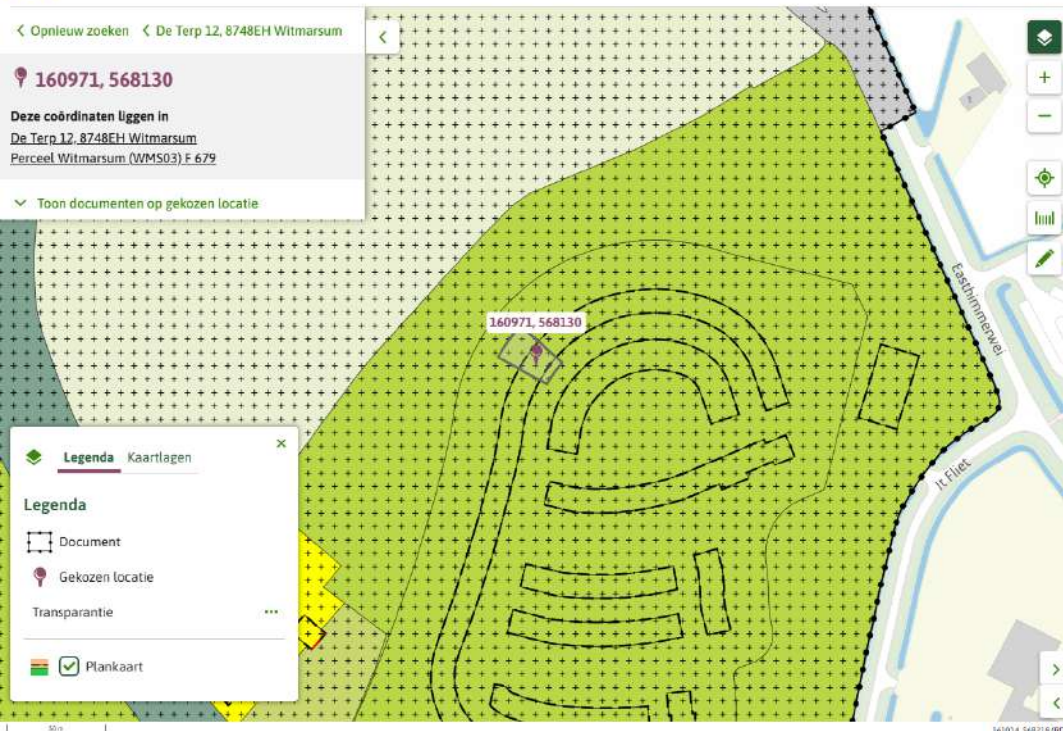 Opnieuw zoeken De Terp 12, 8748EH Witmarsum
160971, 568130
Deze coördinaten liggen in
De Terp 12, 8748EH Witmarsum
Perceel Witmarsum (WMS03) F 679
Toon documenten op gekozen locatie
160971, 568130
Easthimmerwei
It Fliet
Legenda Kaartlagen
Legenda
Document
Gekozen locatie
Transparantie
Plankaart